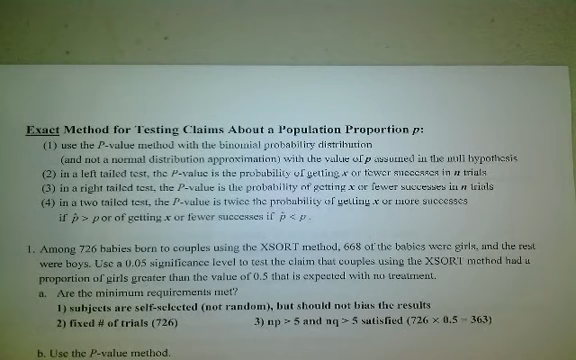 Exact Method for Testing Claims About a Population Proportion p:
(1) use the P-value method with the binomial probability distribution
(and not a normal distribution approximation) with the value of p assumed in the null hypothesis
(2) in a left tailed test, the P-value is the probability of getting x or fewer successes in n trials
(3) in a right tailed test, the P-value is the probability of getting x or fewer successes in n trials
(4) in a two tailed test, the P-value is twice the probability of getting x or more successes
if p̂ > p or of getting x or fewer successes if p̂ < p.
1. Among 726 babies born to couples using the XSORT method, 668 of the babies were girls, and the rest
were boys. Use a 0.05 significance level to test the claim that couples using the XSORT method had a
proportion of girls greater than the value of 0.5 that is expected with no treatment.
a. Are the minimum requirements met?
1) subjects are self-selected (not random), but should not bias the results
2) fixed # of trials (726) 3) np > 5 and nq > 5 satisfied (726 × 0.5 = 363)
b. Use the P-value method.